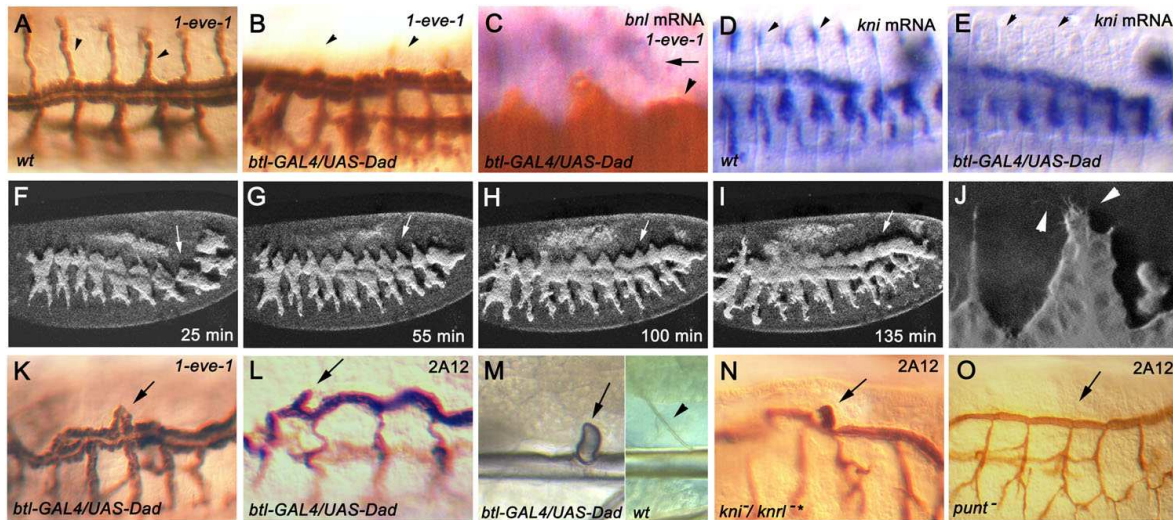 A
1-eve-1
wt
B
1-eve-1
btl-GAL4/UAS-Dad
C
bnl mRNA
1-eve-1
btl-GAL4/UAS-Dad
D
kni mRNA
wt
E
kni mRNA
btl-GAL4/UAS-Dad
F
25 min
G
55 min
H
100 min
I
135 min
J
K
1-eve-1
btl-GAL4/UAS-Dad
L
2A12
btl-GAL4/UAS-Dad
M
btl-GAL4/UAS-Dad
wt
N
2A12
kni⁻/ knrl⁻*
O
2A12
punt⁻